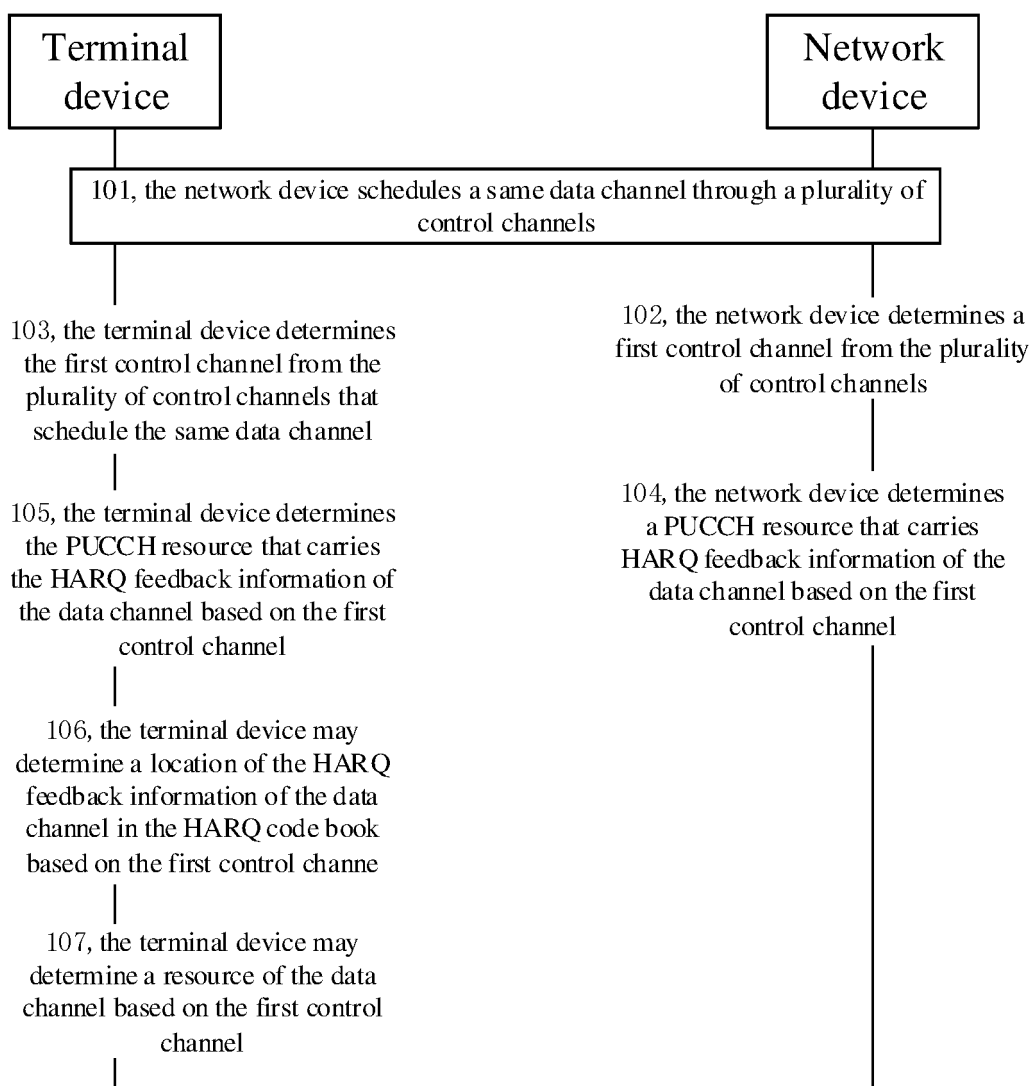 Terminal
device
Network
device
101, the network device schedules a same data channel through a plurality of
control channels
102, the network device determines a
first control channel from the plurality
of control channels
103, the terminal device determines
the first control channel from the
plurality of control channels that
schedule the same data channel
104, the network device determines
a PUCCH resource that carries
HARQ feedback information of the
data channel based on the first
control channel
105, the terminal device determines
the PUCCH resource that carries
the HARQ feedback information of
the data channel based on the first
control channel
106, the terminal device may
determine a location of the HARQ
feedback information of the data
channel in the HARQ code book
based on the first control channe
107, the terminal device may
determine a resource of the data
channel based on the first control
channel